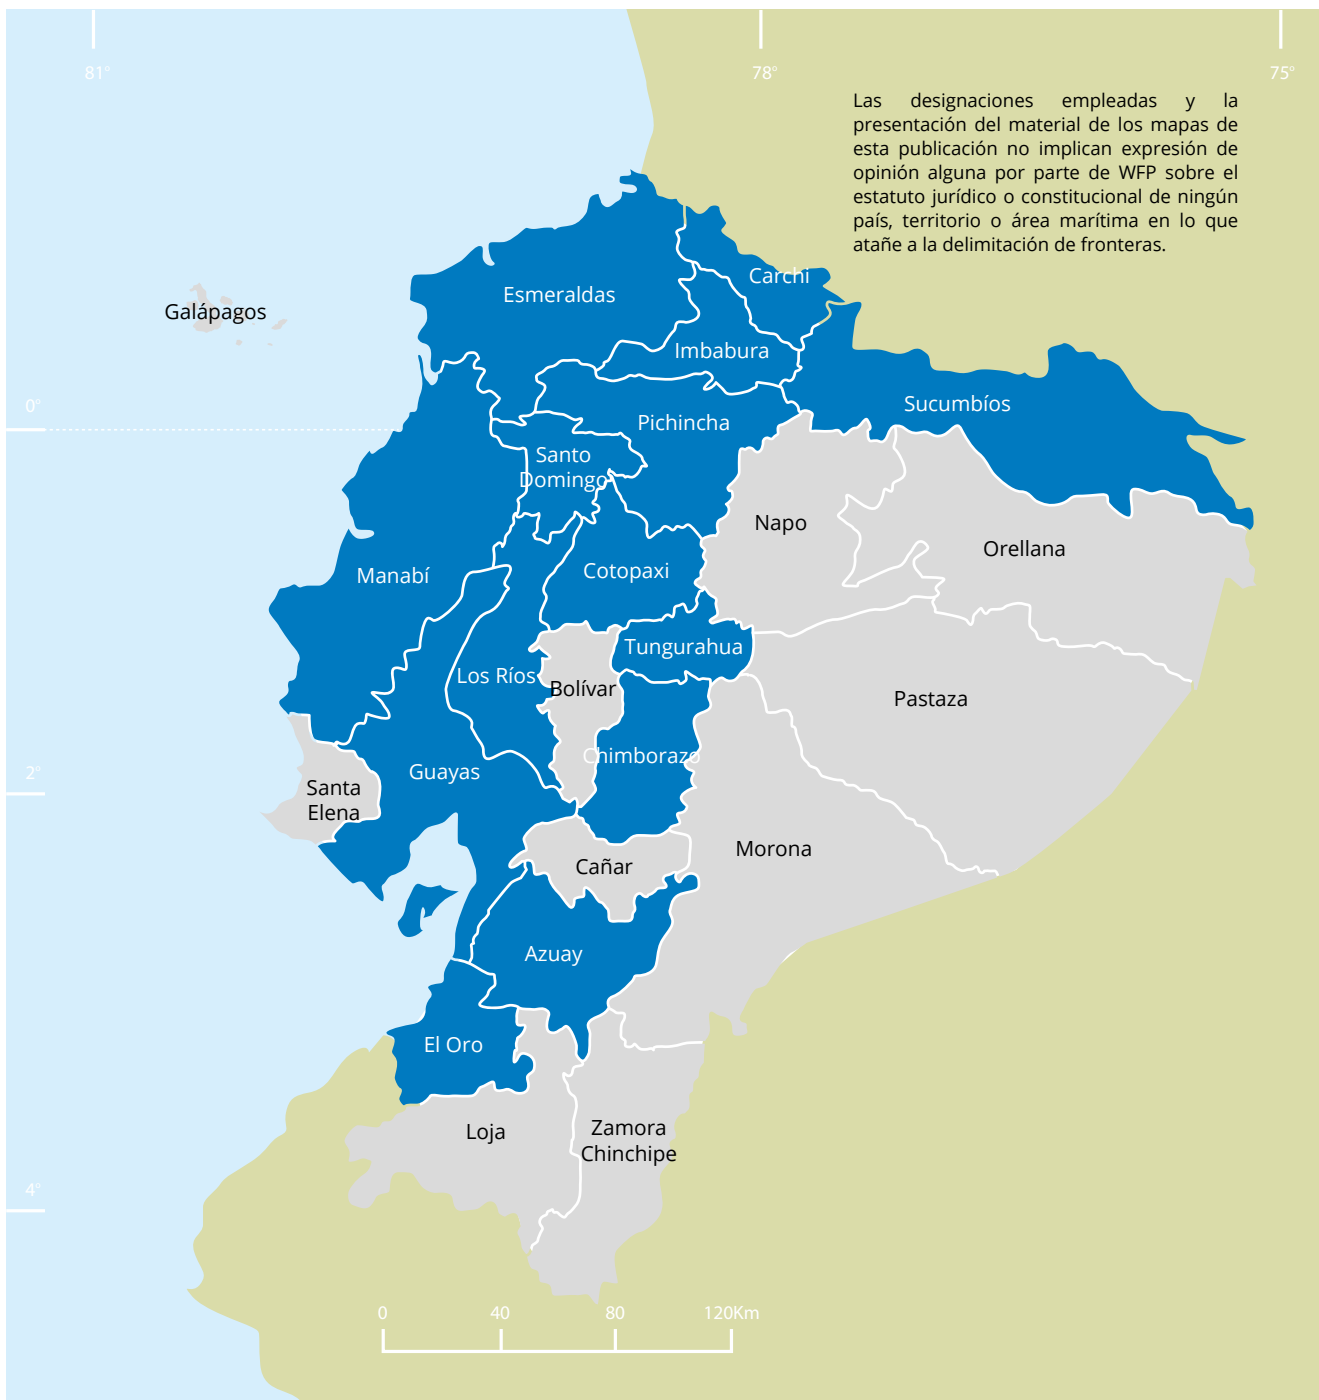 81°
78°
75°
Las designaciones empleadas y la
presentación del material de los mapas de
esta publicación no implican expresión de
opinión alguna por parte de WFP sobre el
estatuto jurídico o constitucional de ningún
país, territorio o área marítima en lo que
atañe a la delimitación de fronteras.
Carchi
Esmeraldas
Galápagos
Imbabura
0°
Sucumbíos
Pichincha
Santo
Domingo
Napo
Orellana
Cotopaxi
Manabí
Tungurahua
Los Ríos
Bolívar
Pastaza
Chimborazo
2°
Guayas
Santa
Elena
Morona
Cañar
Azuay
El Oro
Loja
Zamora
Chinchipe
4°
0
40
80
120Km